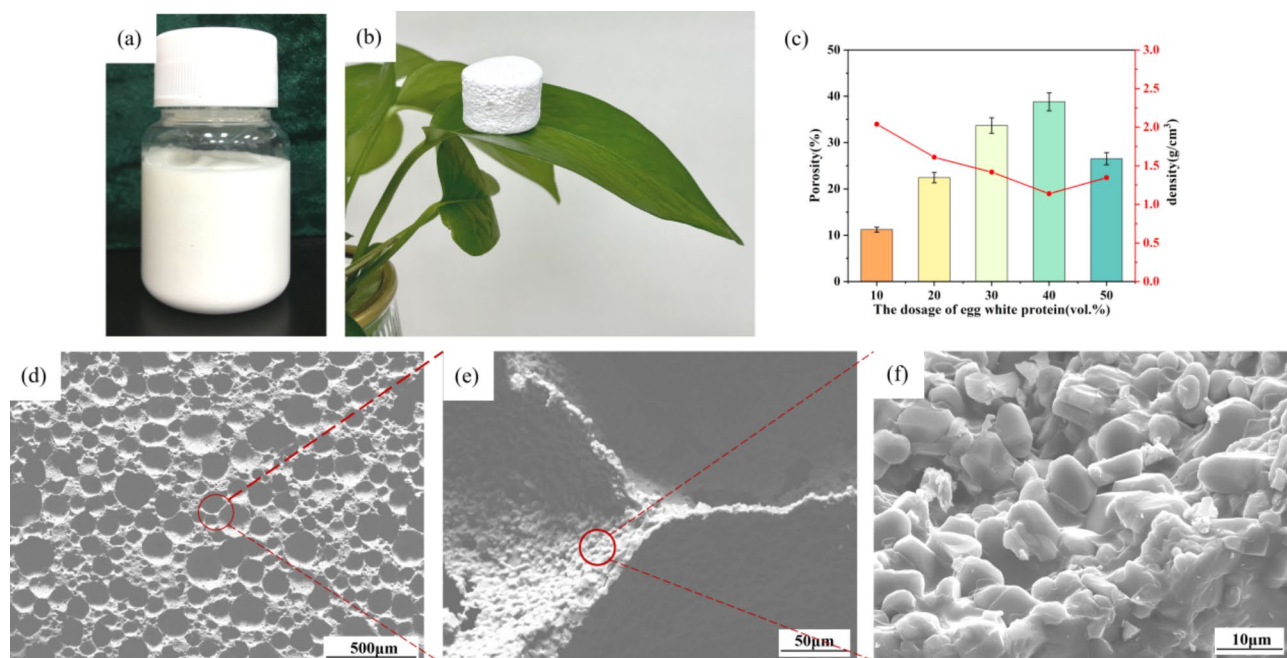 (a)
(b)
(c)
50
40
30
20
10
0
Porosity(%)
3.0
2.5
2.0
1.5
1.0
0.5
0.0
density(g/cm³)
10 20 30 40 50
The dosage of egg white protein(vol.%)
(d)
500μm
(e)
50μm
(f)
10μm